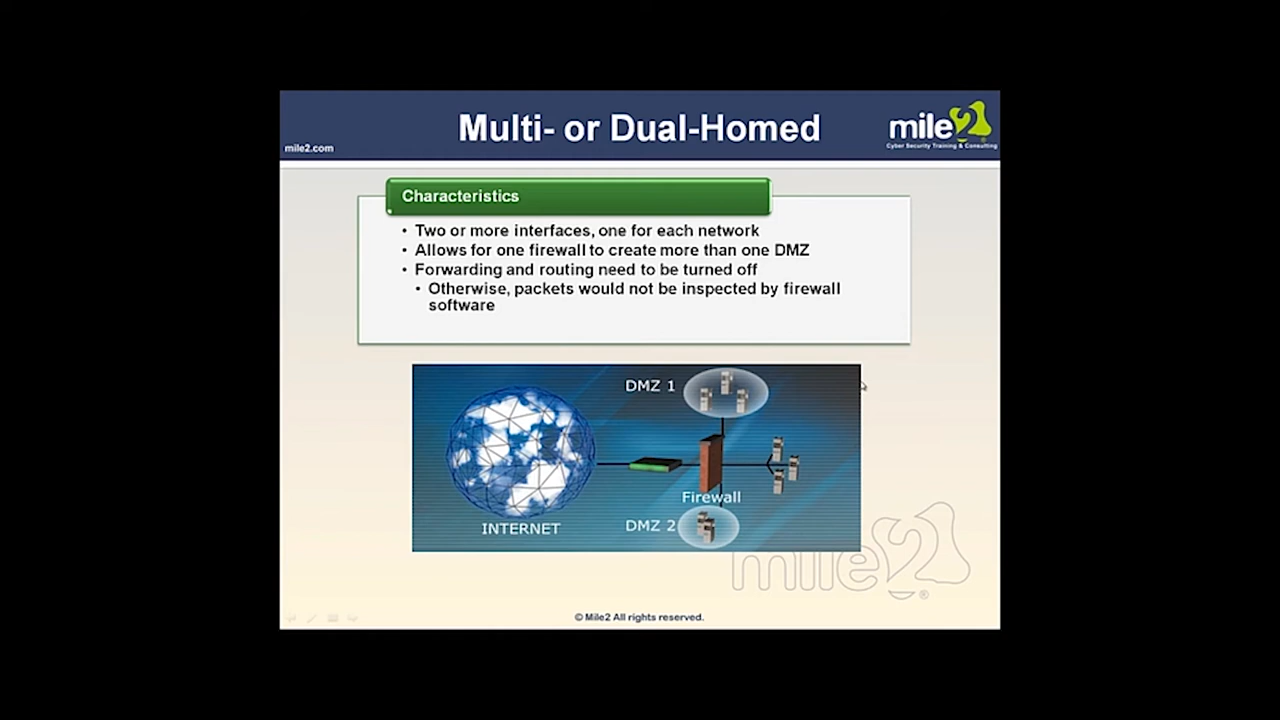 Multi- or Dual-Homed
mile2
Cyber Security Training & Consulting
mile2.com
Characteristics
• Two or more interfaces, one for each network
• Allows for one firewall to create more than one DMZ
• Forwarding and routing need to be turned off
• Otherwise, packets would not be inspected by firewall
software
DMZ 1
Firewall
INTERNET
DMZ 2
mile2
®
© Mile2 All rights reserved.